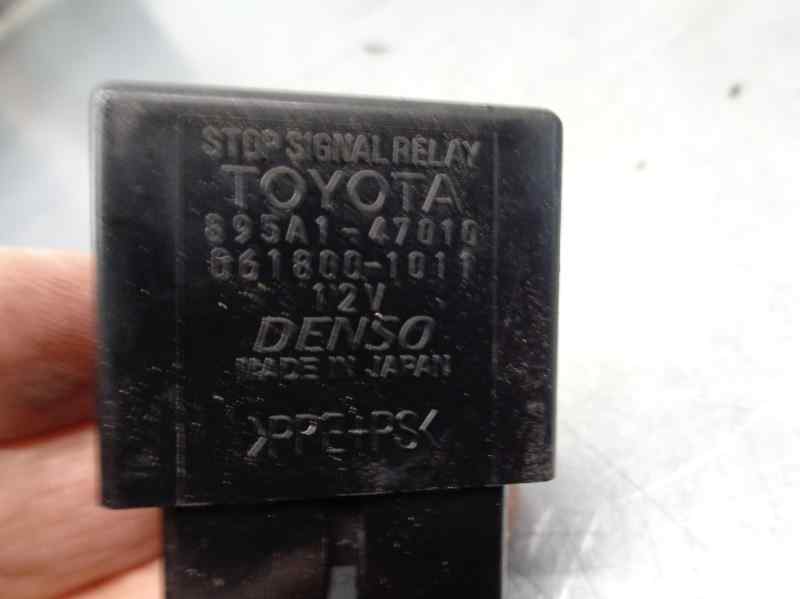 STOP SIGNAL RELAY
TOYOTA
895A1-47010
061800-1011
12V
DENSO
MADE IN JAPAN
>PPE+PS<